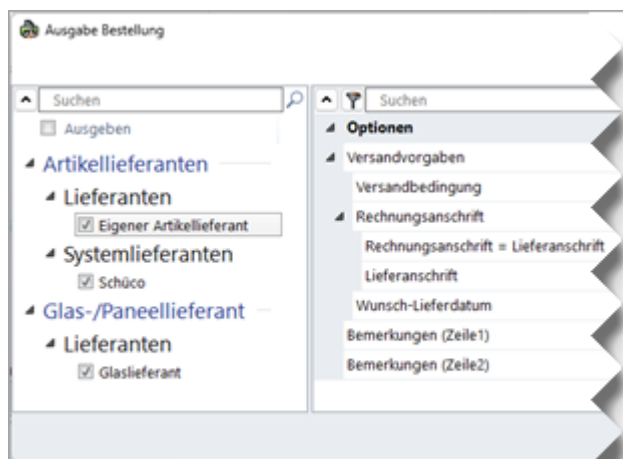 Ausgabe Bestellung
Suchen
Ausgeben
Artikellieferanten
Lieferanten
Eigener Artikellieferant
Systemlieferanten
Schüco
Glas-/Paneellieferant
Lieferanten
Glaslieferant
Suchen
Optionen
Versandvorgaben
Versandbedingung
Rechnungsanschrift
Rechnungsanschrift = Lieferanschrift
Lieferanschrift
Wunsch-Lieferdatum
Bemerkungen (Zeile1)
Bemerkungen (Zeile2)